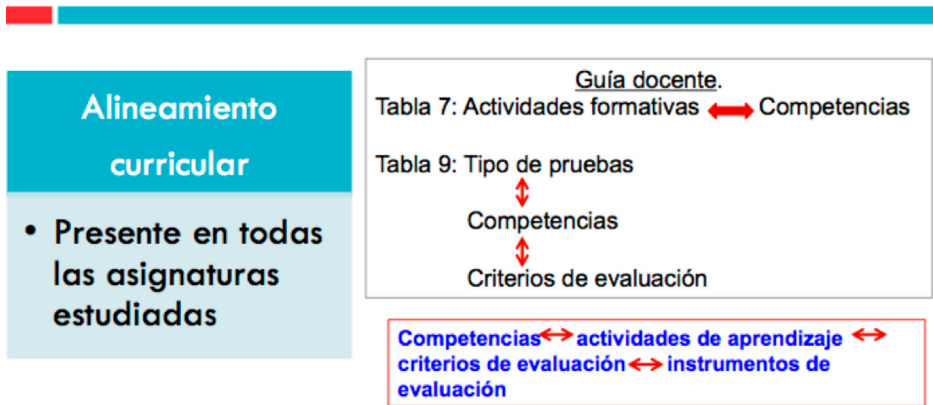 Alineamiento
curricular
• Presente en todas
las asignaturas
estudiadas
Guía docente.
Tabla 7: Actividades formativas ↔ Competencias
Tabla 9: Tipo de pruebas
↕
Competencias
↕
Criterios de evaluación
Competencias↔actividades de aprendizaje ↔
criterios de evaluación↔instrumentos de
evaluación